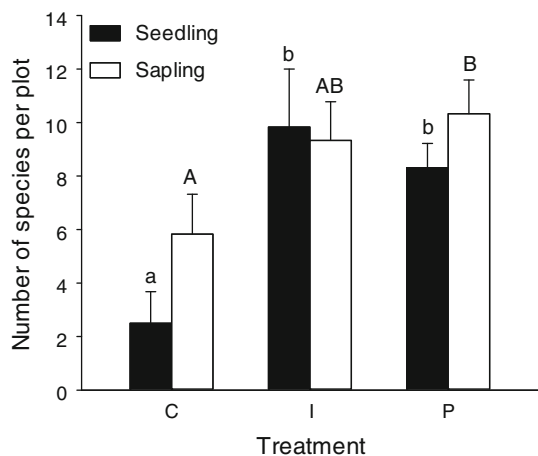 Number of species per plot
14
12
10
8
6
4
2
0
Seedling
Sapling
a
A
b
AB
b
B
C
I
P
Treatment